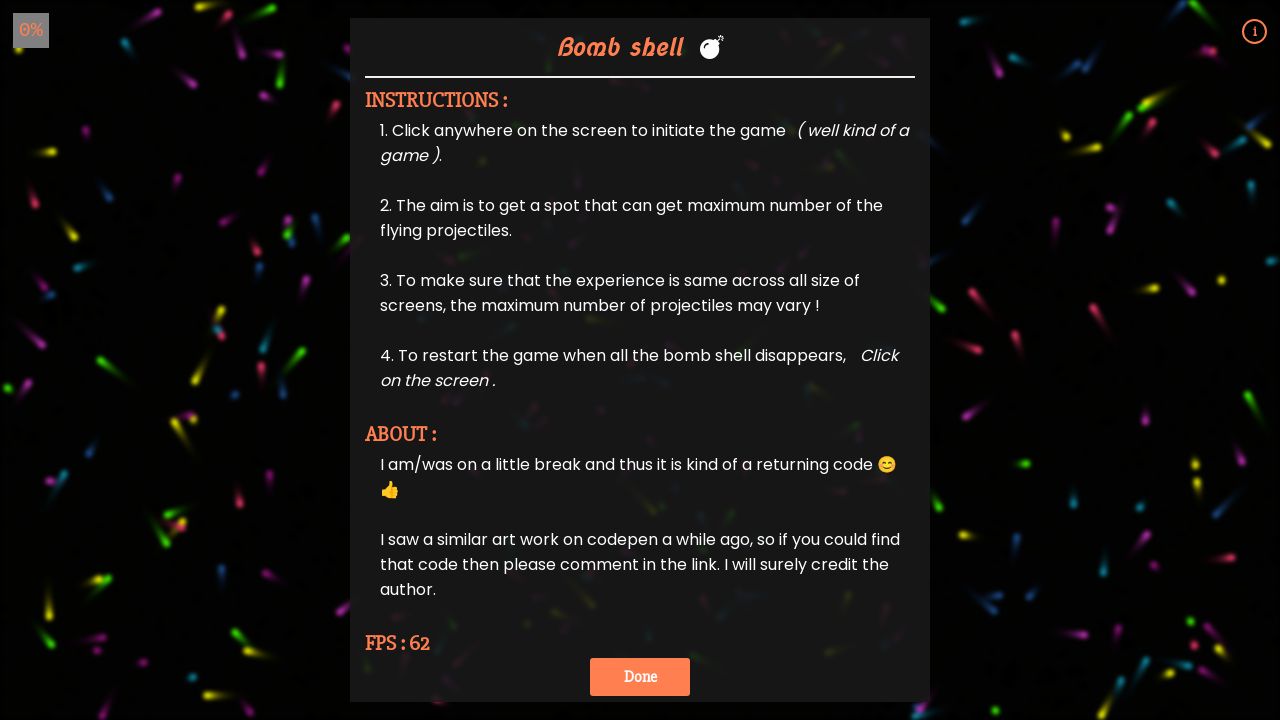 0%
i
Bomb shell 💣
INSTRUCTIONS :
1. Click anywhere on the screen to initiate the game ( well kind of a
game ).
2. The aim is to get a spot that can get maximum number of the
flying projectiles.
3. To make sure that the experience is same across all size of
screens, the maximum number of projectiles may vary !
4. To restart the game when all the bomb shell disappears, Click
on the screen .
ABOUT :
I am/was on a little break and thus it is kind of a returning code 😊
👍
I saw a similar art work on codepen a while ago, so if you could find
that code then please comment in the link. I will surely credit the
author.
FPS : 62
Done